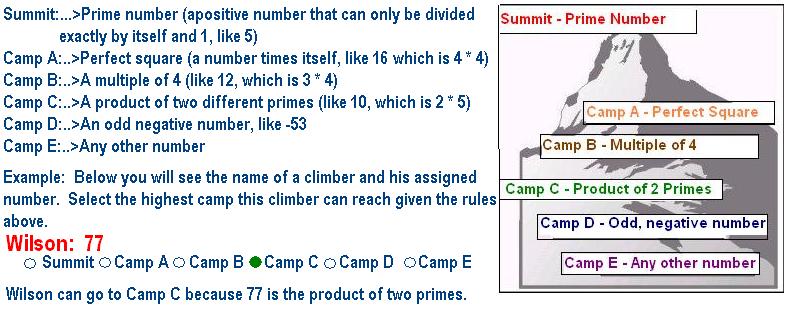 Summit:...>Prime number (apositive number that can only be divided
exactly by itself and 1, like 5)
Camp A:..>Perfect square (a number times itself, like 16 which is 4 * 4)
Camp B:..>A multiple of 4 (like 12, which is 3 * 4)
Camp C:..>A product of two different primes (like 10, which is 2 * 5)
Camp D:..>An odd negative number, like -53
Camp E:..>Any other number
Example: Below you will see the name of a climber and his assigned
number. Select the highest camp this climber can reach given the rules
above.
Wilson: 77
Summit Camp A Camp B Camp C Camp D Camp E
Wilson can go to Camp C because 77 is the product of two primes.
Summit - Prime Number
Camp A - Perfect Square
Camp B - Multiple of 4
Camp C - Product of 2 Primes
Camp D - Odd, negative number
Camp E - Any other number